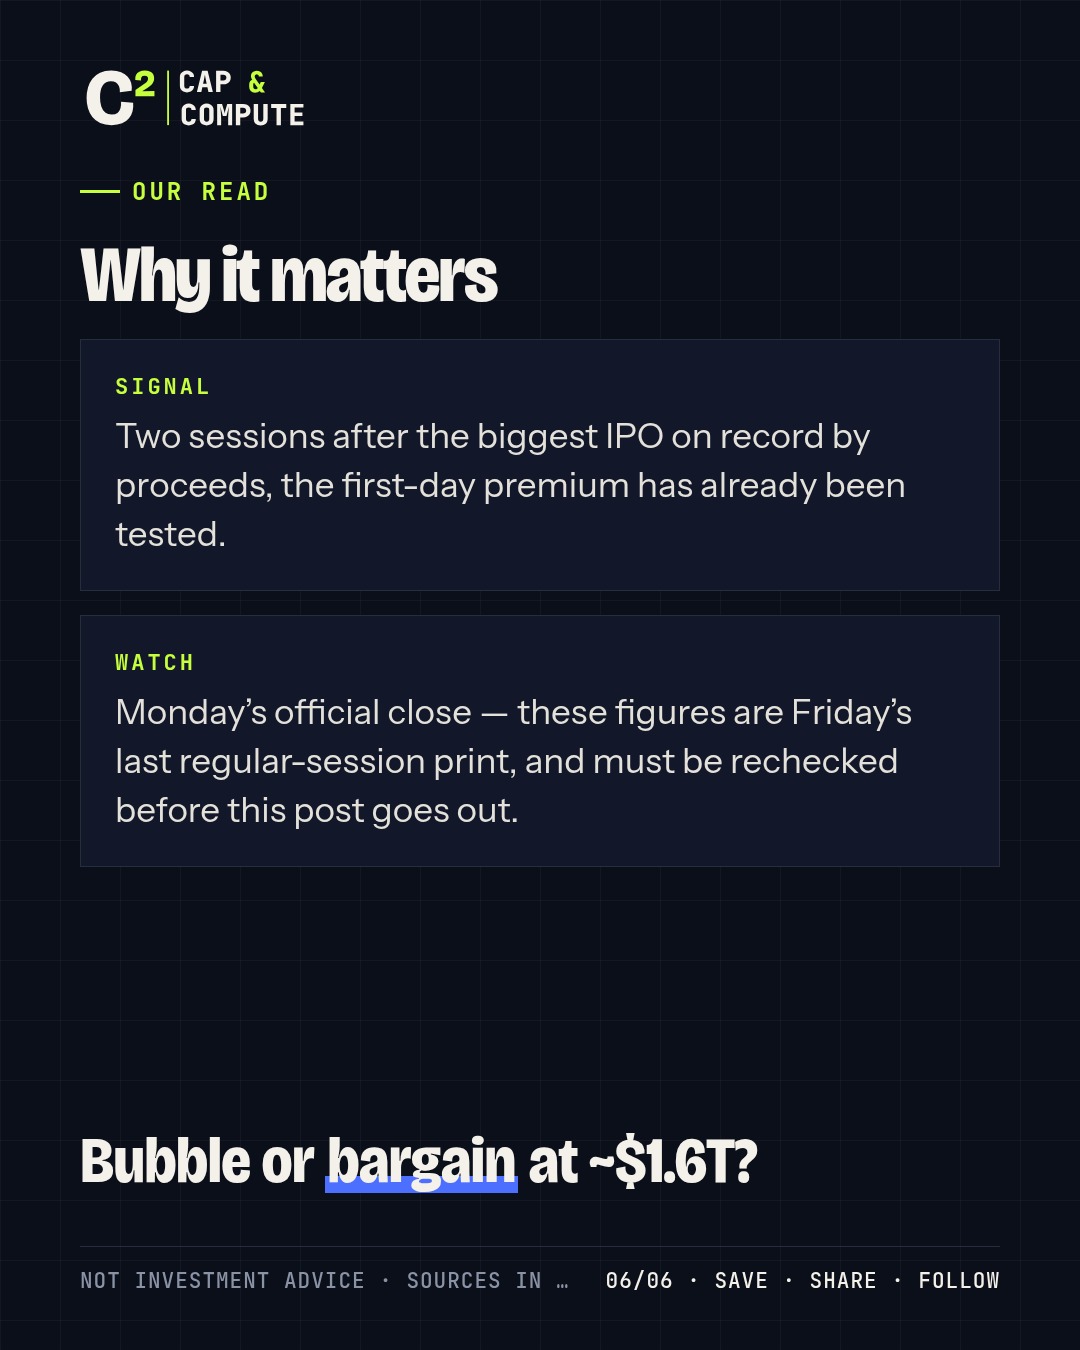 C² CAP &
COMPUTE
OUR READ
Why it matters
SIGNAL
Two sessions after the biggest IPO on record by
proceeds, the first-day premium has already been
tested.
WATCH
Monday’s official close — these figures are Friday’s
last regular-session print, and must be rechecked
before this post goes out.
Bubble or bargain at ~$1.6T?
NOT INVESTMENT ADVICE · SOURCES IN … 06/06 · SAVE · SHARE · FOLLOW